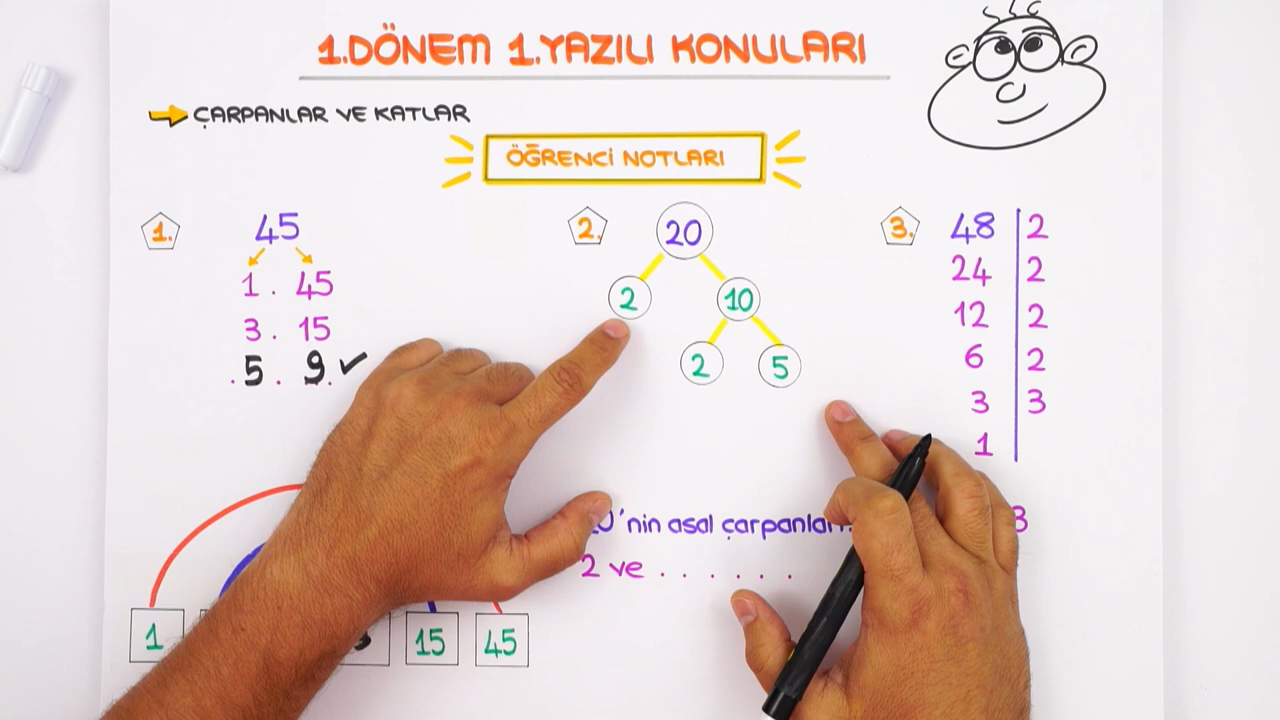 1.DÖNEM 1.YAZILI KONULARI
ÇARPANLAR VE KATLAR
ÖĞRENCİ NOTLARI
1.
45
1 . 45
3 . 15
. 5 . . 9 .
1
15
45
2.
20
2
10
2
5
'nin asal çarpanları
2 ve . . . . . .
3.
48 2
24 2
12 2
6 2
3 3
1
3